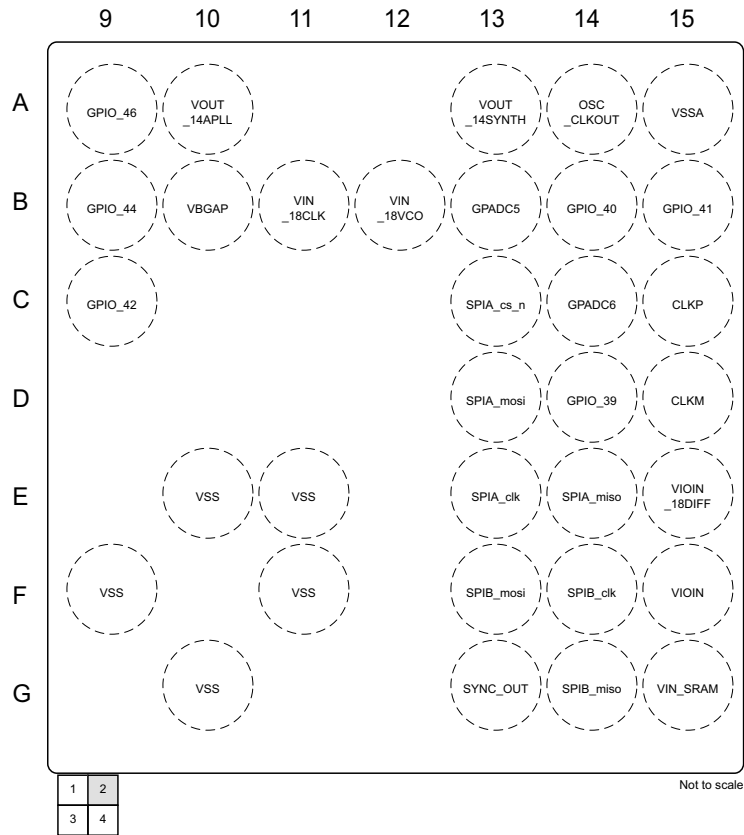 9 10 11 12 13 14 15
A
GPIO_46
VOUT
_14APLL
VOUT
_14SYNTH
OSC
_CLKOUT
VSSA
B
GPIO_44
VBGAP
VIN
_18CLK
VIN
_18VCO
GPADC5
GPIO_40
GPIO_41
C
GPIO_42
SPIA_cs_n
GPADC6
CLKP
D
SPIA_mosi
GPIO_39
CLKM
E
VSS
VSS
SPIA_clk
SPIA_miso
VIOIN
_18DIFF
F
VSS
VSS
SPIB_mosi
SPIB_clk
VIOIN
G
VSS
SYNC_OUT
SPIB_miso
VIN_SRAM
Not to scale
1 2
3 4